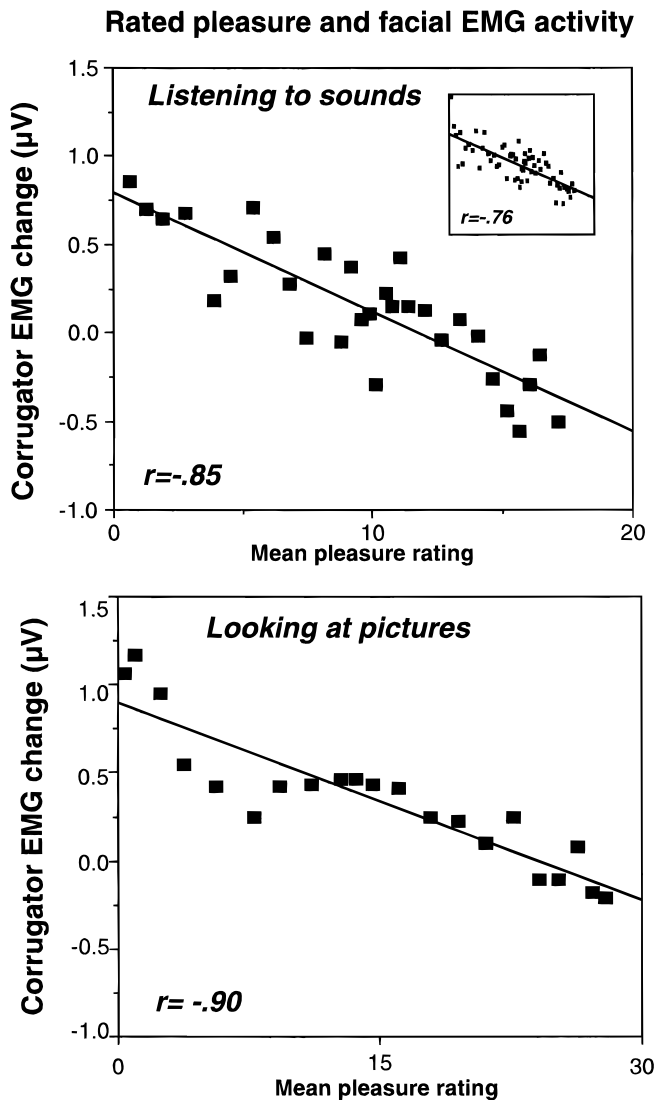 Rated pleasure and facial EMG activity
Corrugator EMG change (µV)
1.5
1.0
0.5
0.0
-0.5
-1.0
Listening to sounds
r=-.76
r=-.85
0
10
20
Mean pleasure rating
Corrugator EMG change (µV)
1.5
1.0
0.5
0.0
-0.5
-1.0
Looking at pictures
r= -.90
0
15
30
Mean pleasure rating